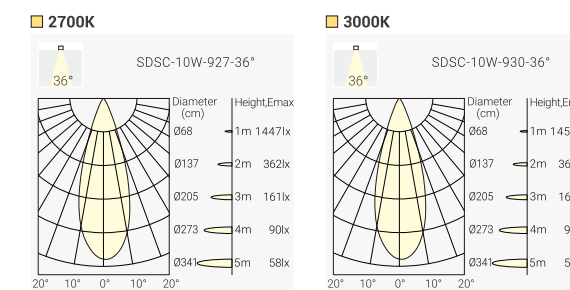 2700K
SDSC-10W-927-36°
36°
Diameter
(cm)
Height,Emax
Ø68
1m 1447lx
Ø137
2m 362lx
Ø205
3m 161lx
Ø273
4m 90lx
Ø341
5m 58lx
20° 10° 0° 10° 20°
3000K
SDSC-10W-930-36°
36°
Diameter
(cm)
Ø68
1m
Ø137
2m
Ø205
3m
Ø273
4m
Ø341
5m
20° 10° 0° 10° 20°